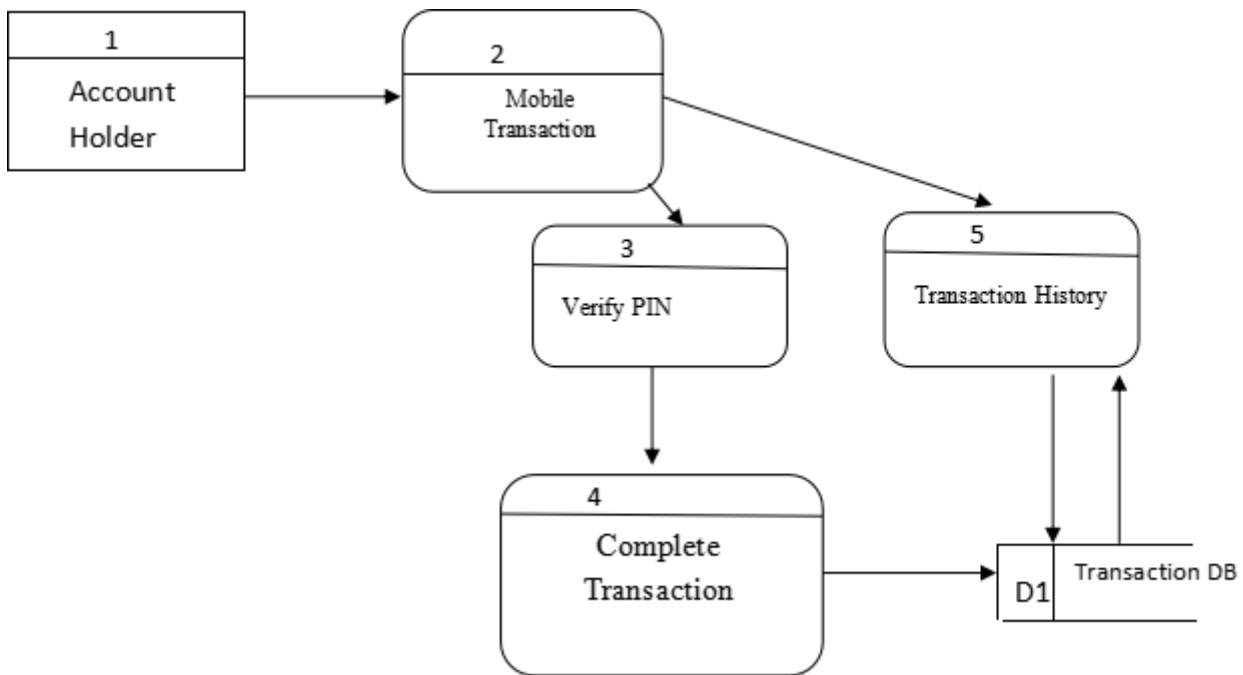 1
Account
Holder
2
Mobile
Transaction
3
Verify PIN
5
Transaction History
4
Complete
Transaction
D1
Transaction DB